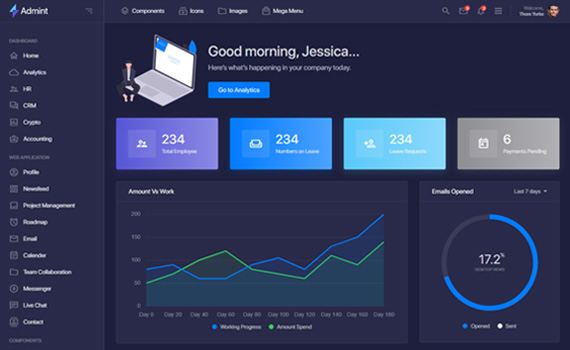 Admint
Components
Icons
Images
Mega Menu
Welcome,
Thson Yorke
DASHBOARD
Home
Analytics
HR
CRM
Crypto
Accounting
WEB APPLICATION
Profile
Newsfeed
Project Management
Roadmap
Email
Calender
Team Collaboration
Messenger
Live Chat
Contact
COMPONENTS
Good morning, Jessica...
Here's what's happening in your company today.
Go to Analytics
234
Total Employee
234
Numbers on Leave
234
Leave Requests
6
Payments Pending
Amount Vs Work
200
150
100
50
0
Day 0 Day 20 Day 40 Day 60 Day 80 Day 100 Day 120 Day 140 Day 160 Day 180
Working Progress Amount Spend
Emails Opened Last 7 days
17.2%
Opened Sent